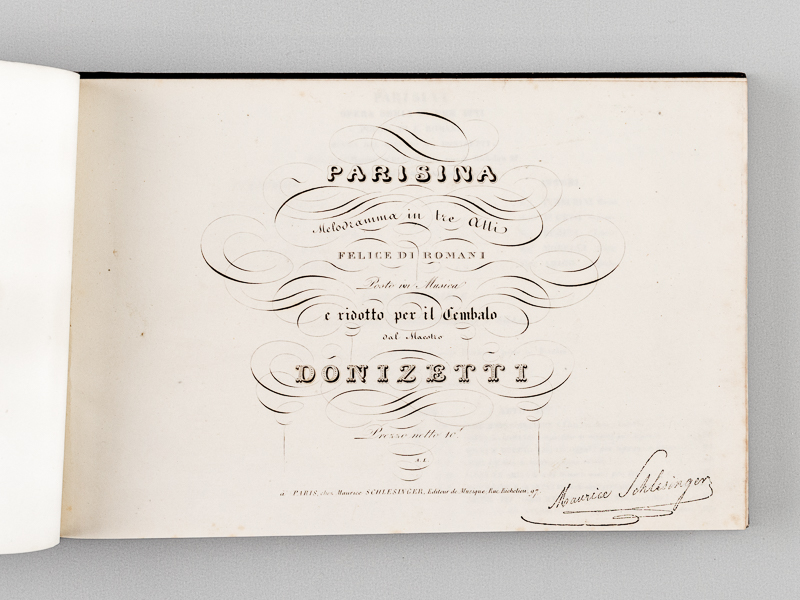 PARISINA
Melodramma in tre Atti
FELICE DI ROMANI
Posto in Musica
e ridotto per il Cembalo
dal Maestro
DONIZETTI
Prezzo netto 10f
à PARIS, chez Maurice SCHLESINGER, Editeur de Musique, Rue Richelieu, 97
Maurice Schlesinger